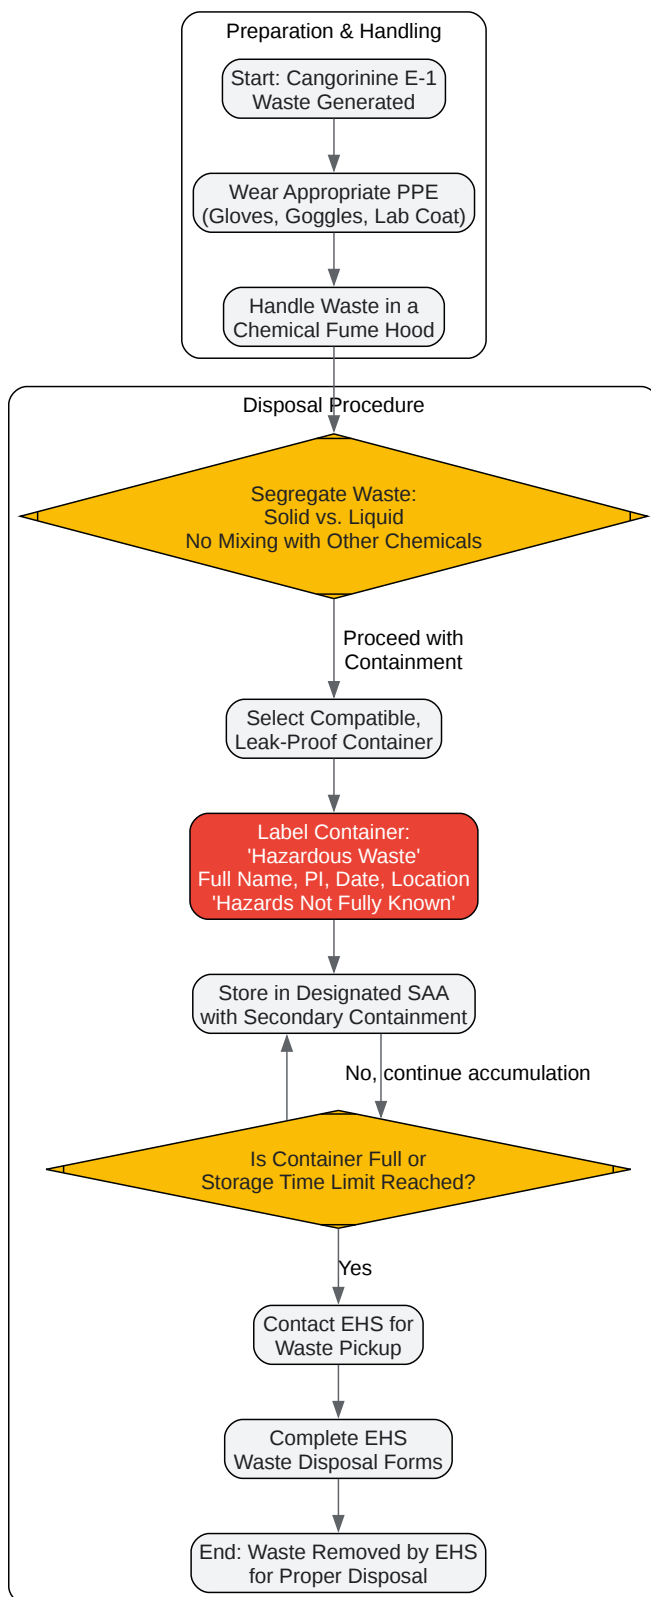 Preparation & Handling
Start: Cangorinine E-1
Waste Generated
Wear Appropriate PPE
(Gloves, Goggles, Lab Coat)
Handle Waste in a
Chemical Fume Hood
Disposal Procedure
Segregate Waste:
Solid vs. Liquid
No Mixing with Other Chemicals
Proceed with
Containment
Select Compatible,
Leak-Proof Container
Label Container:
'Hazardous Waste'
Full Name, PI, Date, Location
'Hazards Not Fully Known'
Store in Designated SAA
with Secondary Containment
No, continue accumulation
Is Container Full or
Storage Time Limit Reached?
Yes
Contact EHS for
Waste Pickup
Complete EHS
Waste Disposal Forms
End: Waste Removed by EHS
for Proper Disposal